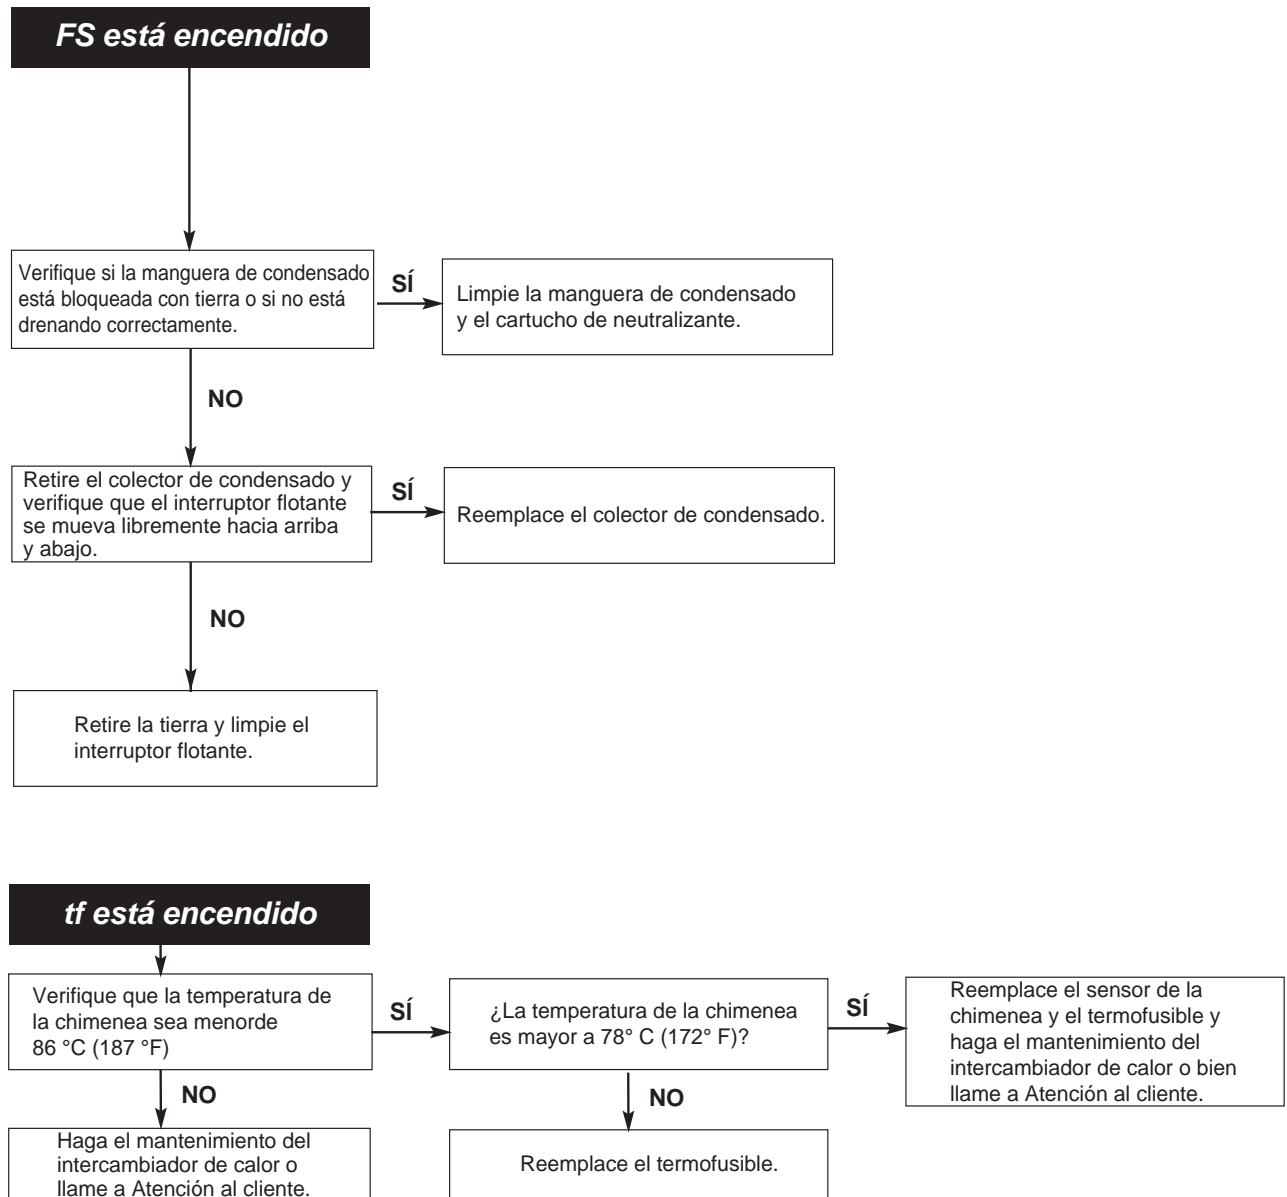 FS está encendido
Verifique si la manguera de condensado
está bloqueada con tierra o si no está
drenando correctamente.
SÍ
Limpie la manguera de condensado
y el cartucho de neutralizante.
NO
Retire el colector de condensado y
verifique que el interruptor flotante
se mueva libremente hacia arriba
y abajo.
SÍ
Reemplace el colector de condensado.
NO
Retire la tierra y limpie el
interruptor flotante.
tf está encendido
Verifique que la temperatura de
la chimenea sea menorde
86 °C (187 °F)
SÍ
¿La temperatura de la chimenea
es mayor a 78° C (172° F)?
SÍ
Reemplace el sensor de la
chimenea y el termofusible y
haga el mantenimiento del
intercambiador de calor o bien
llame a Atención al cliente.
NO
Haga el mantenimiento del
intercambiador de calor o
llame a Atención al cliente.
NO
Reemplace el termofusible.